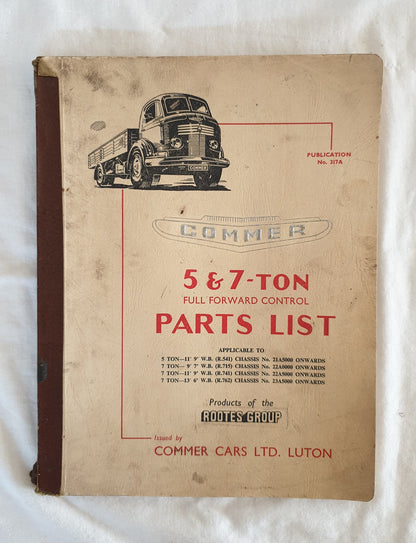 COMMER
PUBLICATION
No. 317A
COMMER
5 & 7-TON
FULL FORWARD CONTROL
PARTS LIST
APPLICABLE TO
5 TON—11' 9" W.B. (R.541) CHASSIS No. 21A5000 ONWARDS
7 TON— 9' 7" W.B. (R.715) CHASSIS No. 22A0000 ONWARDS
7 TON—11' 9" W.B. (R.741) CHASSIS No. 22A5000 ONWARDS
7 TON—13' 6" W.B. (R.762) CHASSIS No. 23A5000 ONWARDS
Products of the
ROOTES GROUP
Issued by
COMMER CARS LTD. LUTON